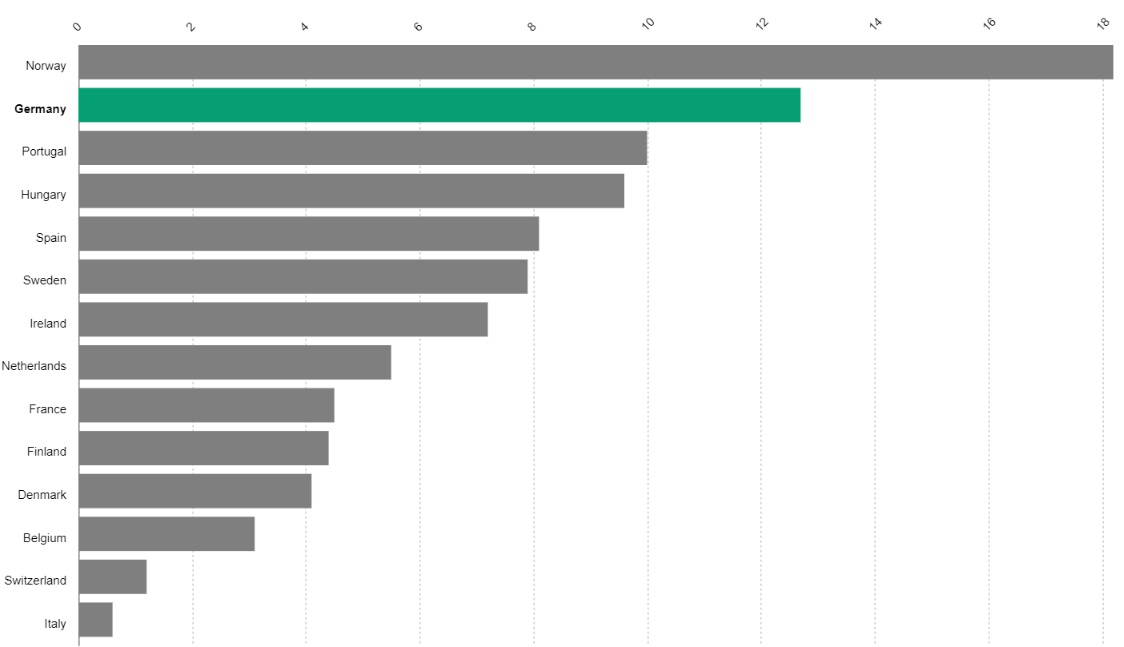 0 2 4 6 8 10 12 14 16 18
Norway
Germany
Portugal
Hungary
Spain
Sweden
Ireland
Netherlands
France
Finland
Denmark
Belgium
Switzerland
Italy